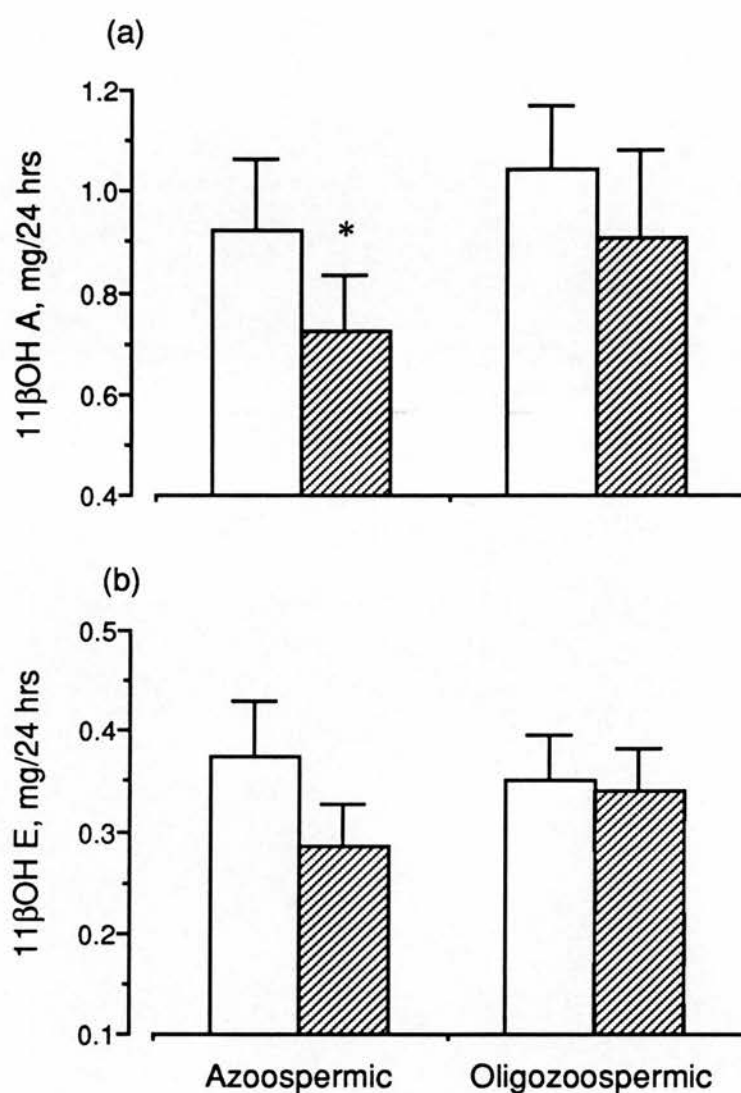 (a)
1.2
1.0
0.8
0.6
0.4
11βOH A, mg/24 hrs
*
(b)
0.5
0.4
0.3
0.2
0.1
11βOH E, mg/24 hrs
Azoospermic Oligozoospermic